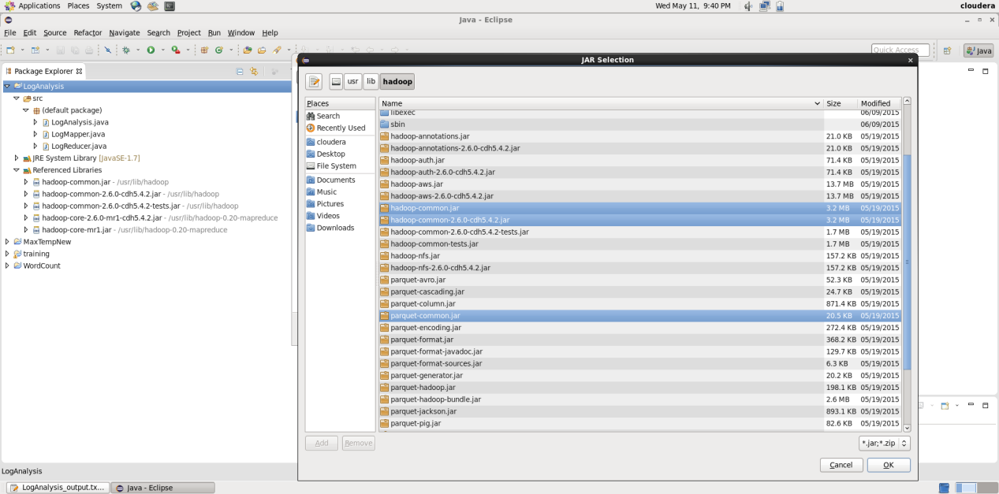 Applications Places System Wed May 11, 9:40 PM cloudera
Java - Eclipse
File Edit Source Refactor Navigate Search Project Run Window Help
Quick Access Java
Package Explorer
LogAnalysis
src
(default package)
LogAnalysis.java
LogMapper.java
LogReducer.java
JRE System Library [JavaSE-1.7]
Referenced Libraries
hadoop-common.jar - /usr/lib/hadoop
hadoop-common-2.6.0-cdh5.4.2.jar - /usr/lib/hadoop
hadoop-common-2.6.0-cdh5.4.2-tests.jar - /usr/lib/hadoop
hadoop-core-2.6.0-mr1-cdh5.4.2.jar - /usr/lib/hadoop-0.20-mapreduce
hadoop-core-mr1.jar - /usr/lib/hadoop-0.20-mapreduce
MaxTempNew
training
WordCount
JAR Selection
usr lib hadoop
Places
Search
Recently Used
cloudera
Desktop
File System
Documents
Music
Pictures
Videos
Downloads
Name Size Modified
libexec 06/09/2015
sbin 06/09/2015
hadoop-annotations.jar 21.0 KB 05/19/2015
hadoop-annotations-2.6.0-cdh5.4.2.jar 21.0 KB 05/19/2015
hadoop-auth.jar 71.4 KB 05/19/2015
hadoop-auth-2.6.0-cdh5.4.2.jar 71.4 KB 05/19/2015
hadoop-aws.jar 13.7 MB 05/19/2015
hadoop-aws-2.6.0-cdh5.4.2.jar 13.7 MB 05/19/2015
hadoop-common.jar 3.2 MB 05/19/2015
hadoop-common-2.6.0-cdh5.4.2.jar 3.2 MB 05/19/2015
hadoop-common-2.6.0-cdh5.4.2-tests.jar 1.7 MB 05/19/2015
hadoop-common-tests.jar 1.7 MB 05/19/2015
hadoop-nfs.jar 157.2 KB 05/19/2015
hadoop-nfs-2.6.0-cdh5.4.2.jar 157.2 KB 05/19/2015
parquet-avro.jar 52.3 KB 05/19/2015
parquet-cascading.jar 24.7 KB 05/19/2015
parquet-column.jar 871.4 KB 05/19/2015
parquet-common.jar 20.5 KB 05/19/2015
parquet-encoding.jar 272.4 KB 05/19/2015
parquet-format.jar 368.2 KB 05/19/2015
parquet-format-javadoc.jar 129.7 KB 05/19/2015
parquet-format-sources.jar 6.3 KB 05/19/2015
parquet-generator.jar 20.2 KB 05/19/2015
parquet-hadoop.jar 198.1 KB 05/19/2015
parquet-hadoop-bundle.jar 2.6 MB 05/19/2015
parquet-jackson.jar 893.1 KB 05/19/2015
parquet-pig.jar 82.6 KB 05/19/2015
Add Remove *.jar;*.zip
Cancel OK
LogAnalysis
LogAnalysis_output.tx... Java - Eclipse